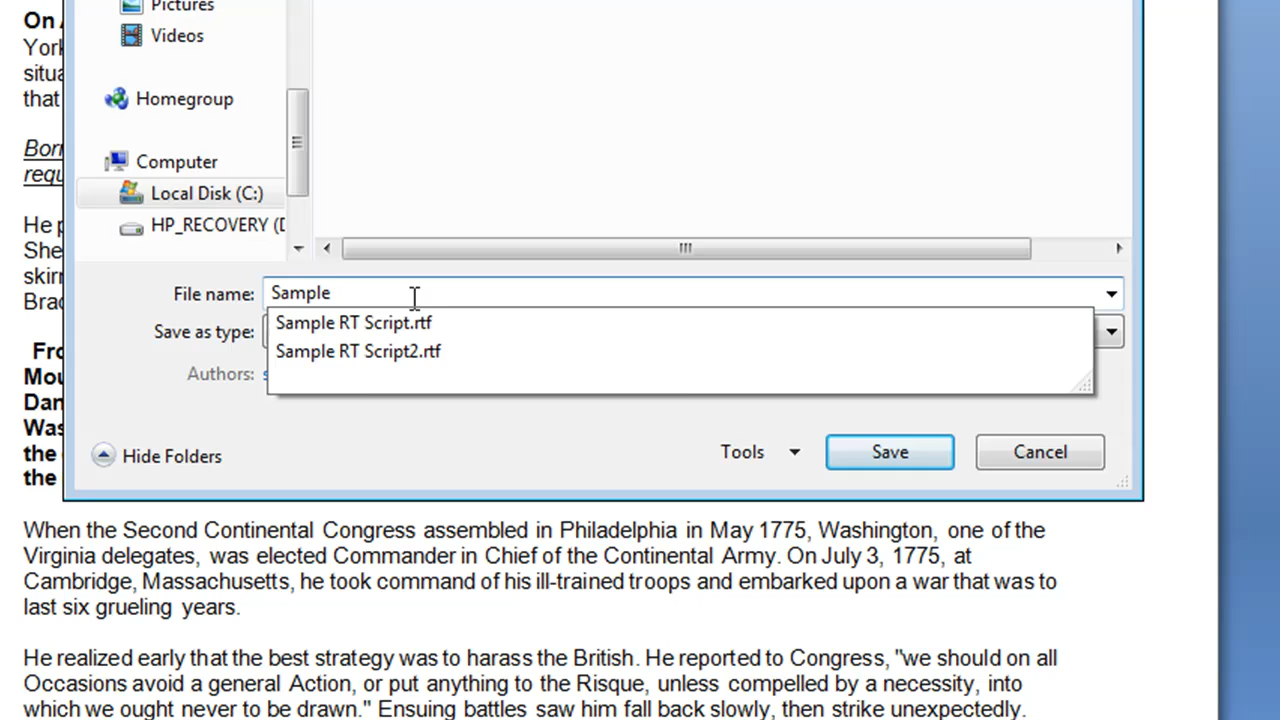 Pictures
On
Videos
York
situa
that
Homegroup
Born
Computer
requ
Local Disk (C:)
He p
HP_RECOVERY (D
She
skirn
Brad
File name: Sample
Sample RT Script.rtf
Save as type:
Sample RT Script2.rtf
Fro
Mou
Authors:
Dan
Was
the
the
Hide Folders
Tools
Save
Cancel
When the Second Continental Congress assembled in Philadelphia in May 1775, Washington, one of the
Virginia delegates, was elected Commander in Chief of the Continental Army. On July 3, 1775, at
Cambridge, Massachusetts, he took command of his ill-trained troops and embarked upon a war that was to
last six grueling years.
He realized early that the best strategy was to harass the British. He reported to Congress, "we should on all
Occasions avoid a general Action, or put anything to the Risque, unless compelled by a necessity, into
which we ought never to be drawn." Ensuing battles saw him fall back slowly, then strike unexpectedly.